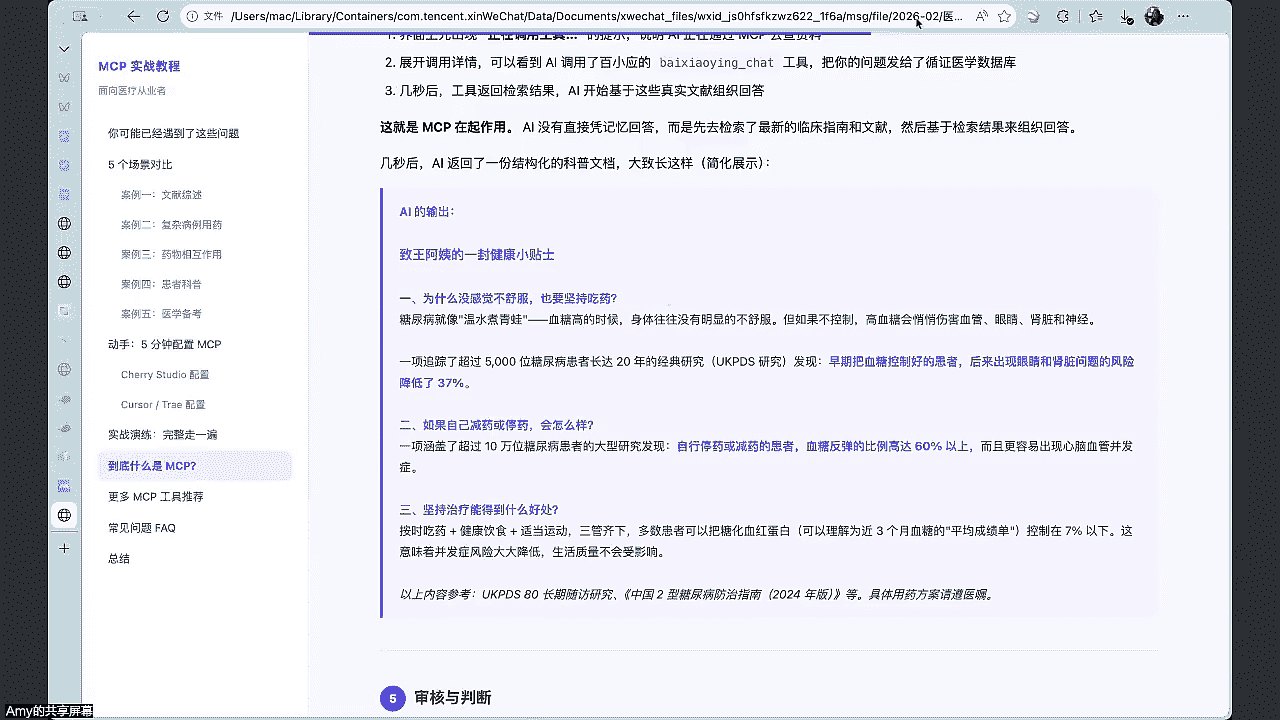 文件 /Users/mac/Library/Containers/com.tencent.xinWeChat/Data/Documents/xwechat_files/wxid_js0hfsfkzwz622_1f6a/msg/file/2026-02/医...
MCP 实战教程
面向医疗从业者
你可能已经遇到了这些问题
5 个场景对比
案例一：文献综述
案例二：复杂病例用药
案例三：药物相互作用
案例四：患者科普
案例五：医学备考
动手：5 分钟配置 MCP
Cherry Studio 配置
Cursor / Trae 配置
实战演练：完整走一遍
到底什么是 MCP?
更多 MCP 工具推荐
常见问题 FAQ
总结
1. 界面上先出现 "正在调用工具..." 的提示，说明 AI 正在通过 MCP 去查资料
2. 展开调用详情，可以看到 AI 调用了百小应的 baixiaoying_chat 工具，把你的问题发给了循证医学数据库
3. 几秒后，工具返回检索结果，AI 开始基于这些真实文献组织回答
这就是 MCP 在起作用。 AI 没有直接凭记忆回答，而是先去检索了最新的临床指南和文献，然后基于检索结果来组织回答。
几秒后，AI 返回了一份结构化的科普文档，大致长这样（简化展示）：
AI 的输出：
致王阿姨的一封健康小贴士
一、为什么没感觉不舒服，也要坚持吃药?
糖尿病就像"温水煮青蛙"——血糖高的时候，身体往往没有明显的不舒服。但如果不控制，高血糖会悄悄伤害血管、眼睛、肾脏和神经。
一项追踪了超过 5,000 位糖尿病患者长达 20 年的经典研究（UKPDS 研究）发现：早期把血糖控制好的患者，后来出现眼睛和肾脏问题的风险
降低了 37%。
二、如果自己减药或停药，会怎么样?
一项涵盖了超过 10 万位糖尿病患者的大型研究发现：自行停药或减药的患者，血糖反弹的比例高达 60% 以上，而且更容易出现心脑血管并发
症。
三、坚持治疗能得到什么好处?
按时吃药 + 健康饮食 + 适当运动，三管齐下，多数患者可以把糖化血红蛋白（可以理解为近 3 个月血糖的"平均成绩单"）控制在 7% 以下。这
意味着并发症风险大大降低，生活质量不会受影响。
以上内容参考：UKPDS 80 长期随访研究、《中国 2 型糖尿病防治指南（2024 年版）》等。具体用药方案请遵医嘱。
5 审核与判断
Amy的共享屏幕